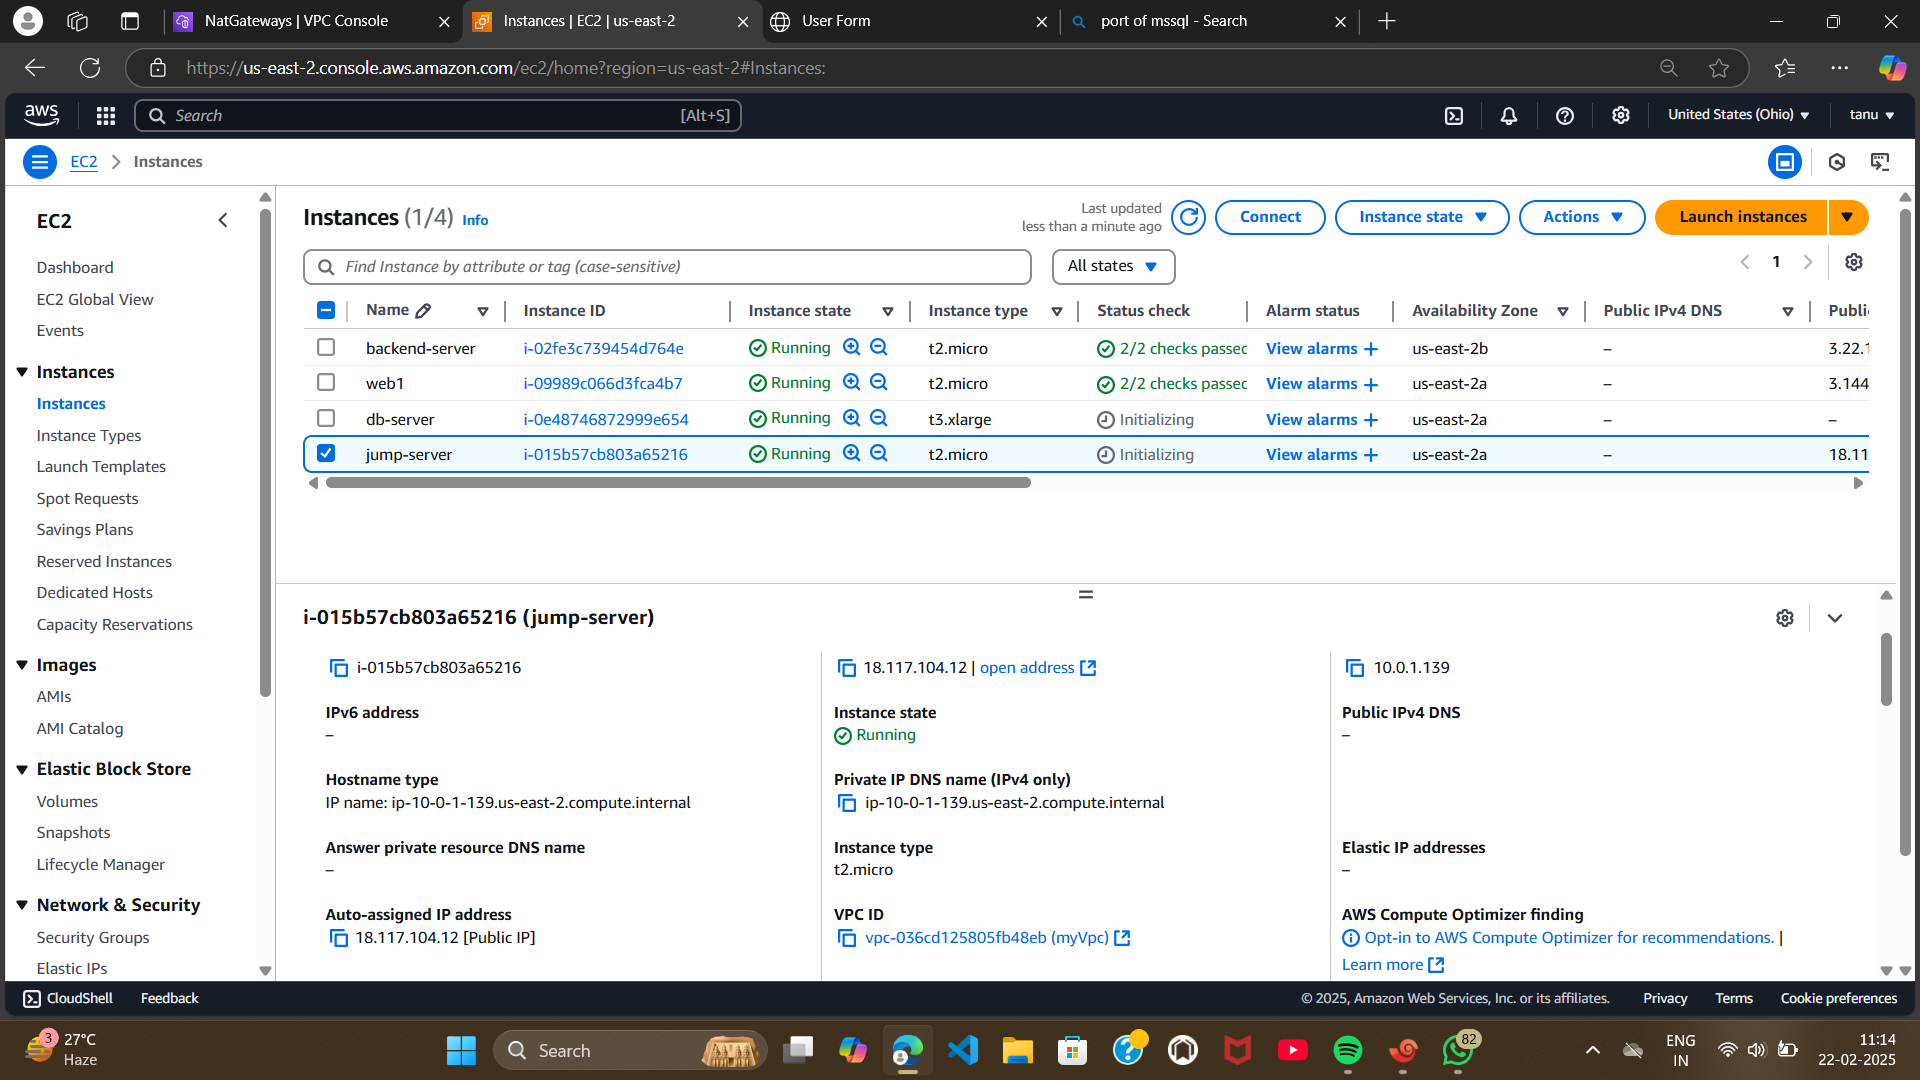 NatGateways | VPC Console
Instances | EC2 | us-east-2
User Form
port of mssql - Search
https://us-east-2.console.aws.amazon.com/ec2/home?region=us-east-2#Instances:
aws
Search
[Alt+S]
United States (Ohio)
tanu
EC2
Instances
EC2
Dashboard
EC2 Global View
Events
Instances
Instances
Instance Types
Launch Templates
Spot Requests
Savings Plans
Reserved Instances
Dedicated Hosts
Capacity Reservations
Images
AMIs
AMI Catalog
Elastic Block Store
Volumes
Snapshots
Lifecycle Manager
Network & Security
Security Groups
Elastic IPs
Instances (1/4) Info
Last updated
less than a minute ago
Connect
Instance state
Actions
Launch instances
Find Instance by attribute or tag (case-sensitive)
All states
1
Name Instance ID Instance state Instance type Status check Alarm status Availability Zone Public IPv4 DNS Publi
backend-server i-02fe3c739454d764e Running t2.micro 2/2 checks passed View alarms + us-east-2b – 3.22.1
web1 i-09989c066d3fca4b7 Running t2.micro 2/2 checks passed View alarms + us-east-2a – 3.144
db-server i-0e48746872999e654 Running t3.xlarge Initializing View alarms + us-east-2a – –
jump-server i-015b57cb803a65216 Running t2.micro Initializing View alarms + us-east-2a – 18.11
i-015b57cb803a65216 (jump-server)
i-015b57cb803a65216
18.117.104.12 | open address
10.0.1.139
IPv6 address
–
Instance state
Running
Public IPv4 DNS
–
Hostname type
IP name: ip-10-0-1-139.us-east-2.compute.internal
Private IP DNS name (IPv4 only)
ip-10-0-1-139.us-east-2.compute.internal
Answer private resource DNS name
–
Instance type
t2.micro
Elastic IP addresses
–
Auto-assigned IP address
18.117.104.12 [Public IP]
VPC ID
vpc-036cd125805fb48eb (myVpc)
AWS Compute Optimizer finding
Opt-in to AWS Compute Optimizer for recommendations. |
Learn more
CloudShell
Feedback
© 2025, Amazon Web Services, Inc. or its affiliates.
Privacy
Terms
Cookie preferences
3
27°C
Haze
Search
82
ENG
IN
11:14
22-02-2025